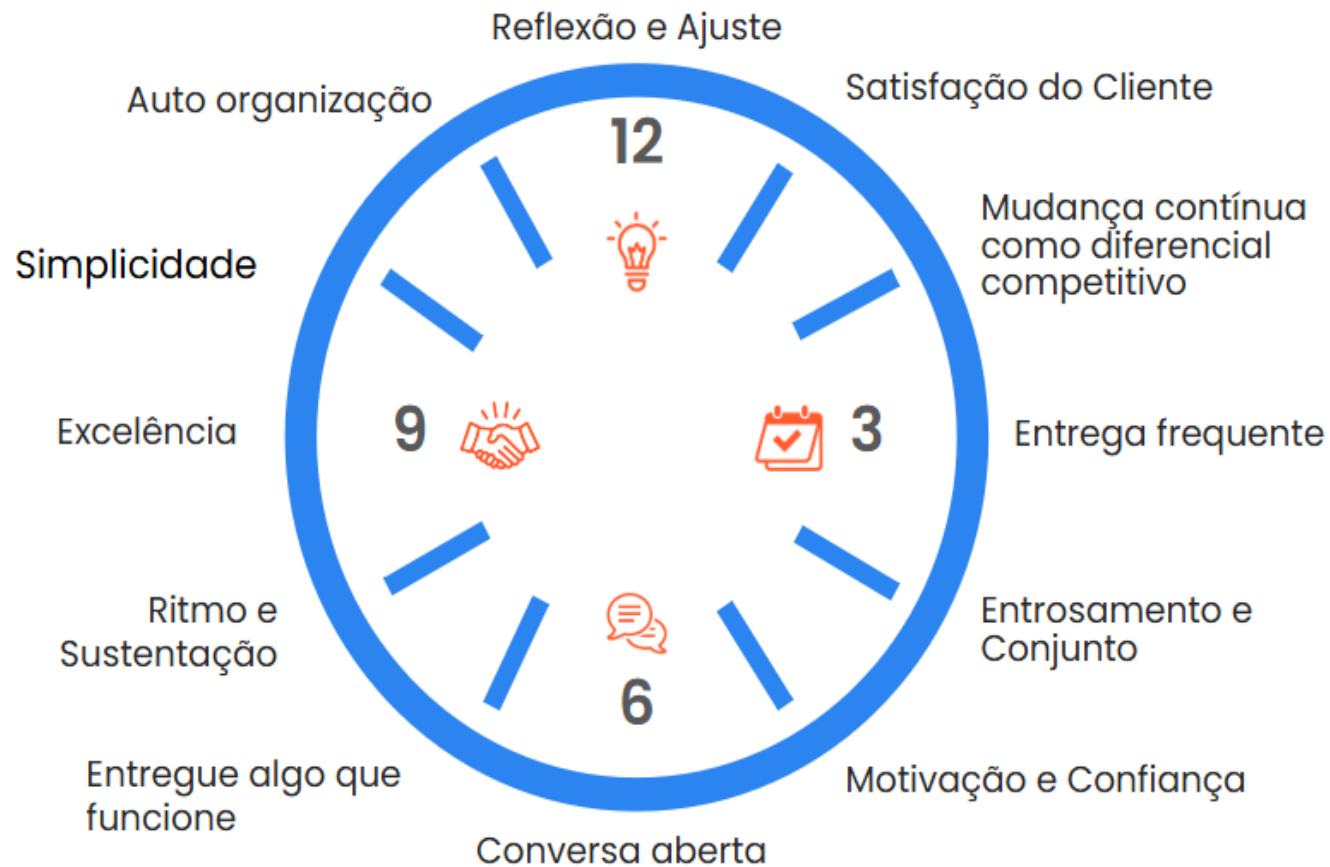 Reflexão e Ajuste
Auto organização
Satisfação do Cliente
12
Mudança contínua
como diferencial
competitivo
Simplicidade
Excelência
9
3
Entrega frequente
Ritmo e
Sustentação
Entrosamento e
Conjunto
6
Entregue algo que
funcione
Motivação e Confiança
Conversa aberta